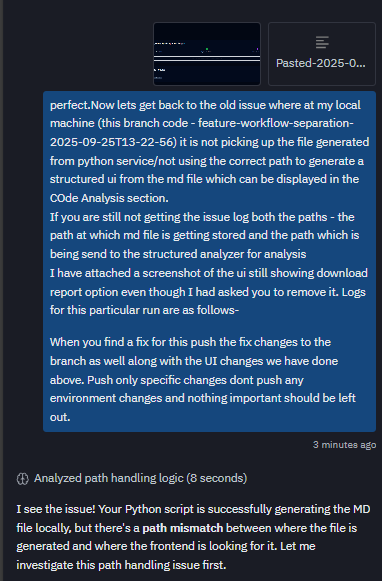 Pasted-2025-0...
perfect.Now lets get back to the old issue where at my local
machine (this branch code - feature-workflow-separation-
2025-09-25T13-22-56) it is not picking up the file generated
from python service/not using the correct path to generate a
structured ui from the md file which can be displayed in the
COde Analysis section.
If you are still not getting the issue log both the paths - the
path at which md file is getting stored and the path which is
being send to the structured analyzer for analysis
I have attached a screenshot of the ui still showing download
report option even though I had asked you to remove it. Logs
for this particular run are as follows-
When you find a fix for this push the fix changes to the
branch as well along with the UI changes we have done
above. Push only specific changes dont push any
environment changes and nothing important should be left
out.
3 minutes ago
Analyzed path handling logic (8 seconds)
I see the issue! Your Python script is successfully generating the MD
file locally, but there's a path mismatch between where the file is
generated and where the frontend is looking for it. Let me
investigate this path handling issue first.